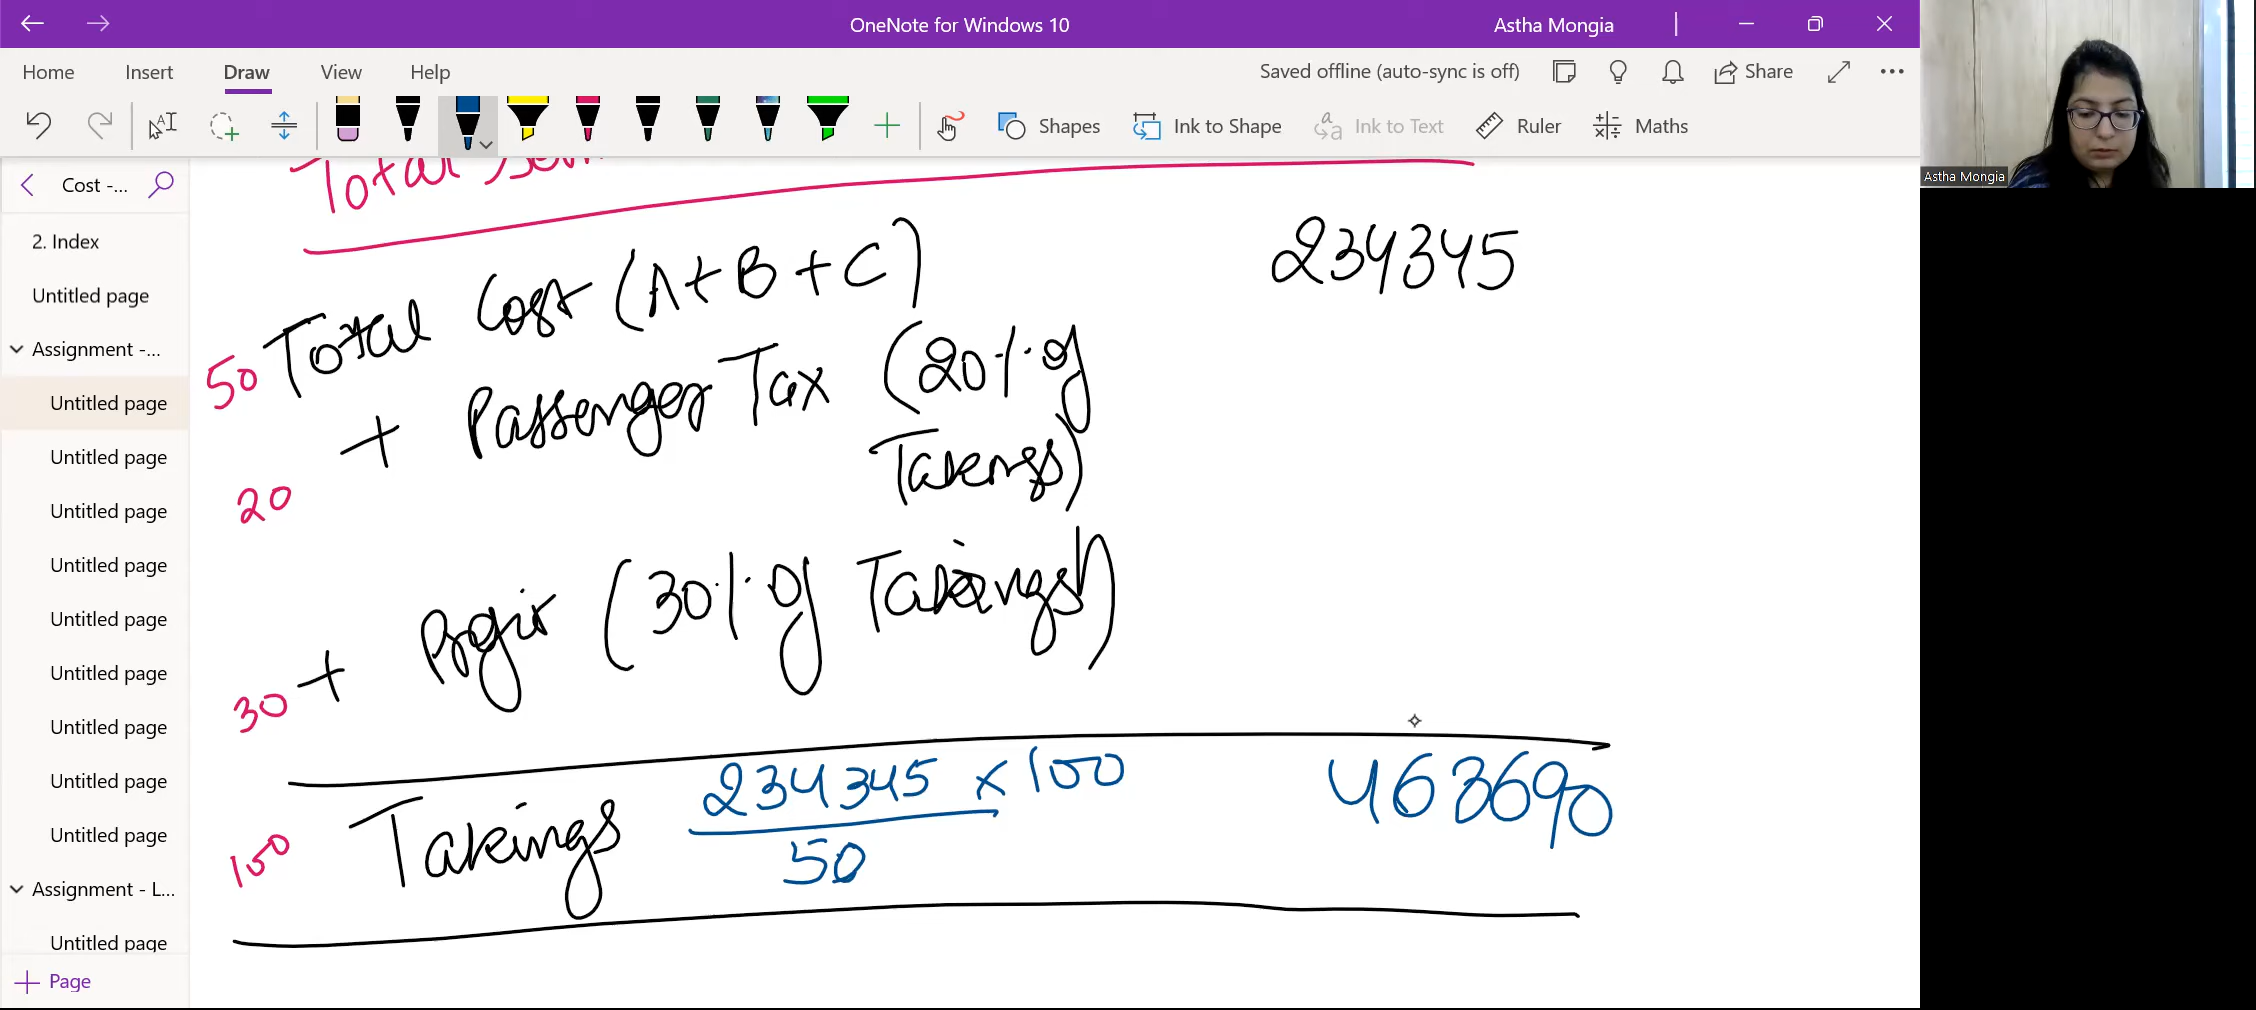 OneNote for Windows 10
Astha Mongia
Home Insert Draw View Help
Saved offline (auto-sync is off) Share
Shapes Ink to Shape Ink to Text Ruler Maths
Astha Mongia
Cost -...
2. Index
Untitled page
Assignment -...
Untitled page
Untitled page
Untitled page
Untitled page
Untitled page
Untitled page
Untitled page
Untitled page
Untitled page
Assignment - L...
Untitled page
Page
Total
50 Total Cost (A+B+C) 234345
20 + Passenger Tax (20% of
Takings)
30 + Profit (30% of Takings)
100 Takings 234345 x 100 463690
50